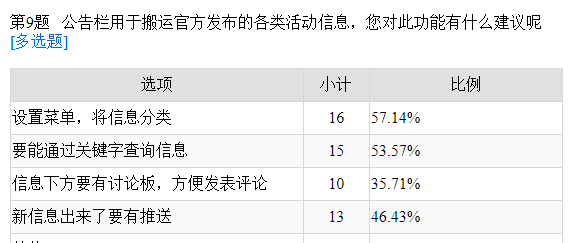 第9题 公告栏用于搬运官方发布的各类活动信息，您对此功能有什么建议呢
[多选题]
选项 小计 比例
设置菜单，将信息分类 16 57.14%
要能通过关键字查询信息 15 53.57%
信息下方要有讨论板，方便发表评论 10 35.71%
新信息出来了要有推送 13 46.43%